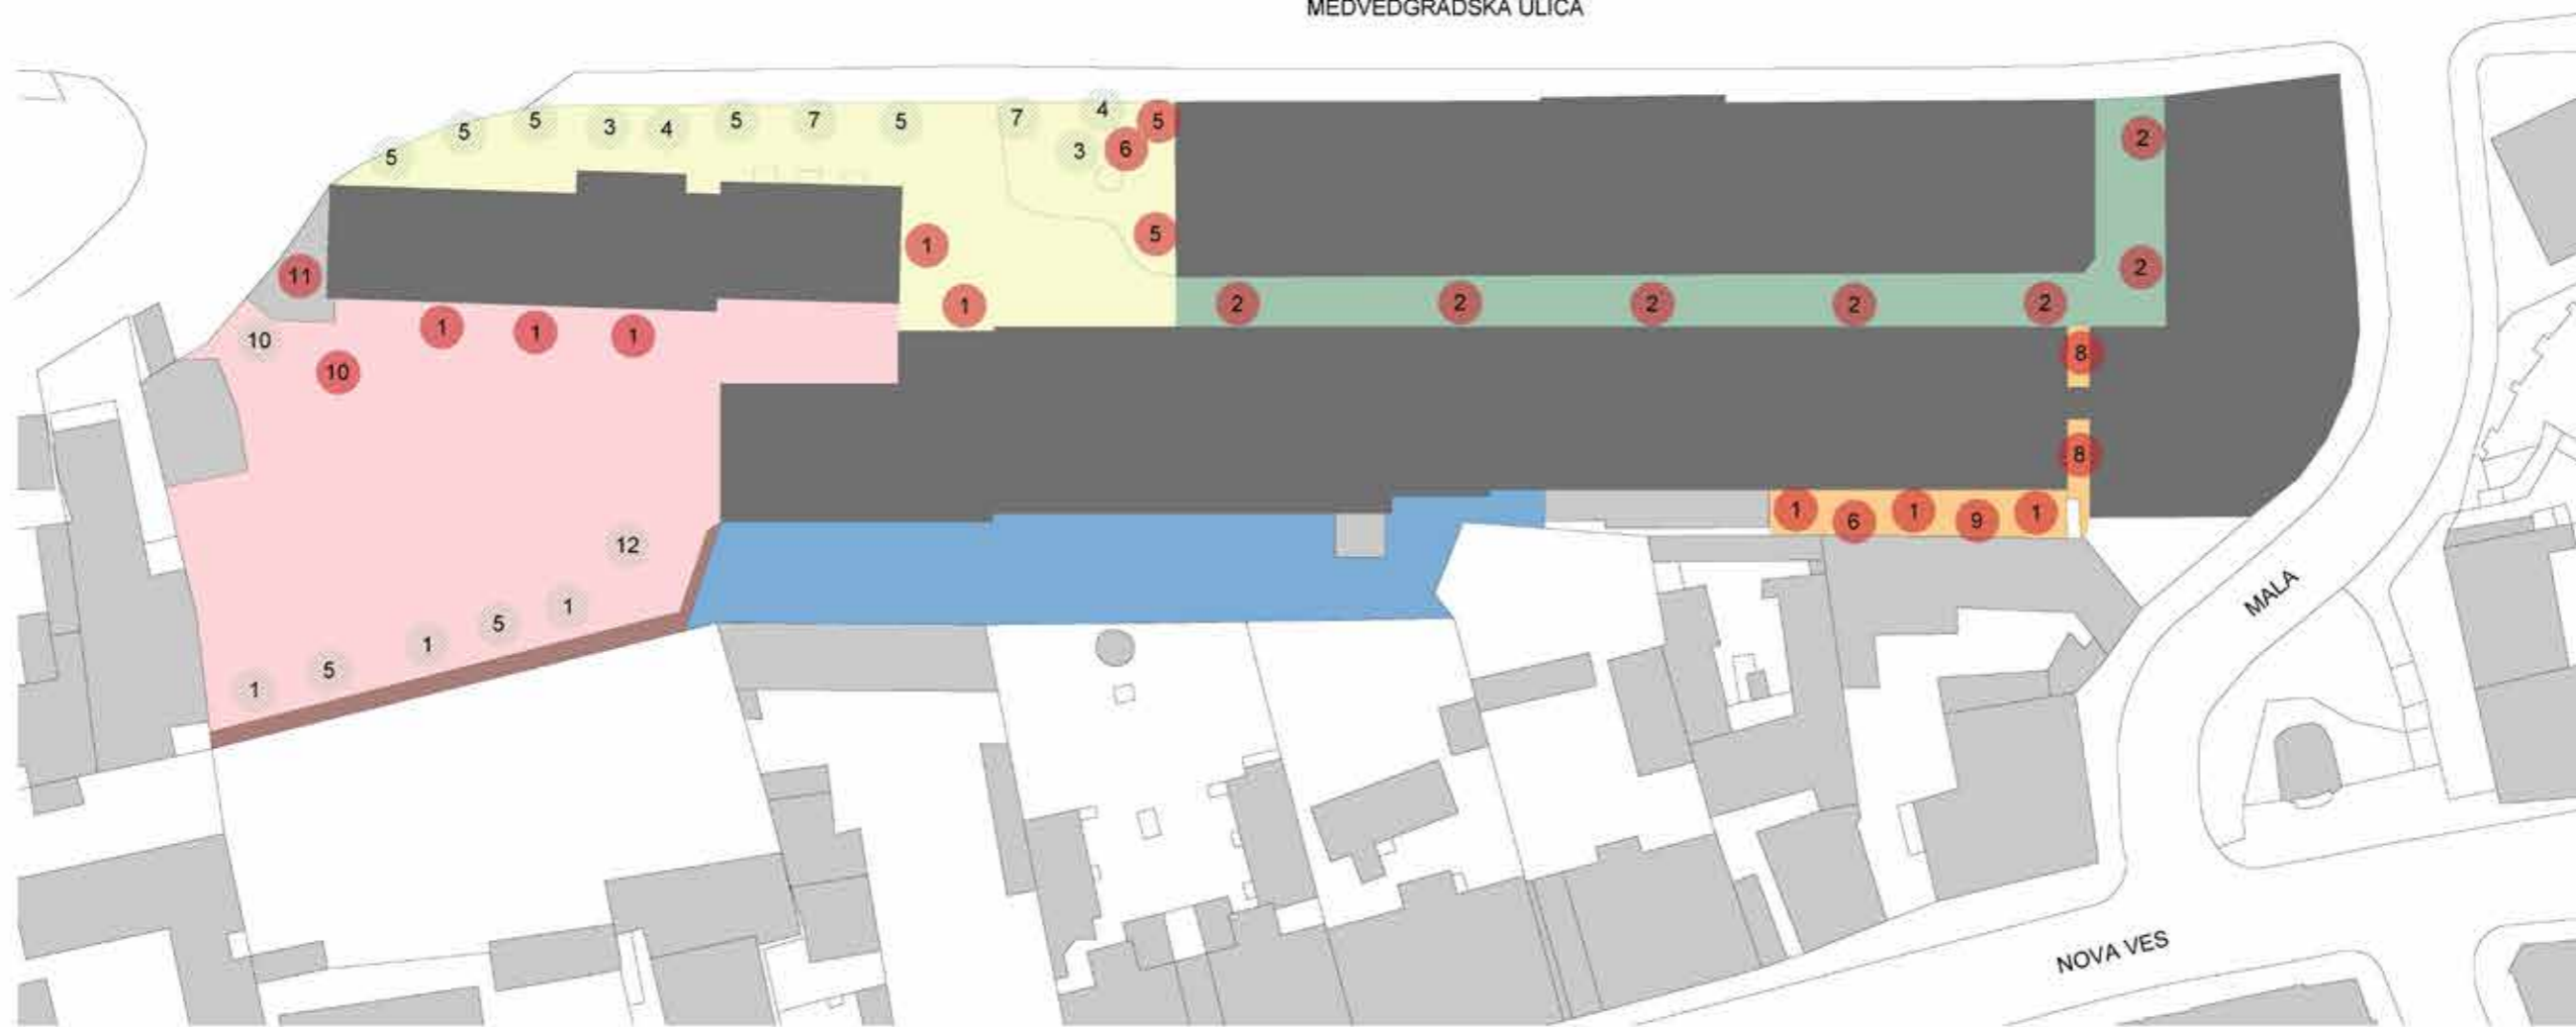 MEDVEDGRADSKA ULICA
5 5 5 3 4 5 7 5 7 4 5
3 6 2
5
1 2
11 1 2 2 2 2 2
10 1 1 1 8
10
8
1 6 1 9 1
12
1 5 1 5 1
MALA
NOVA VES